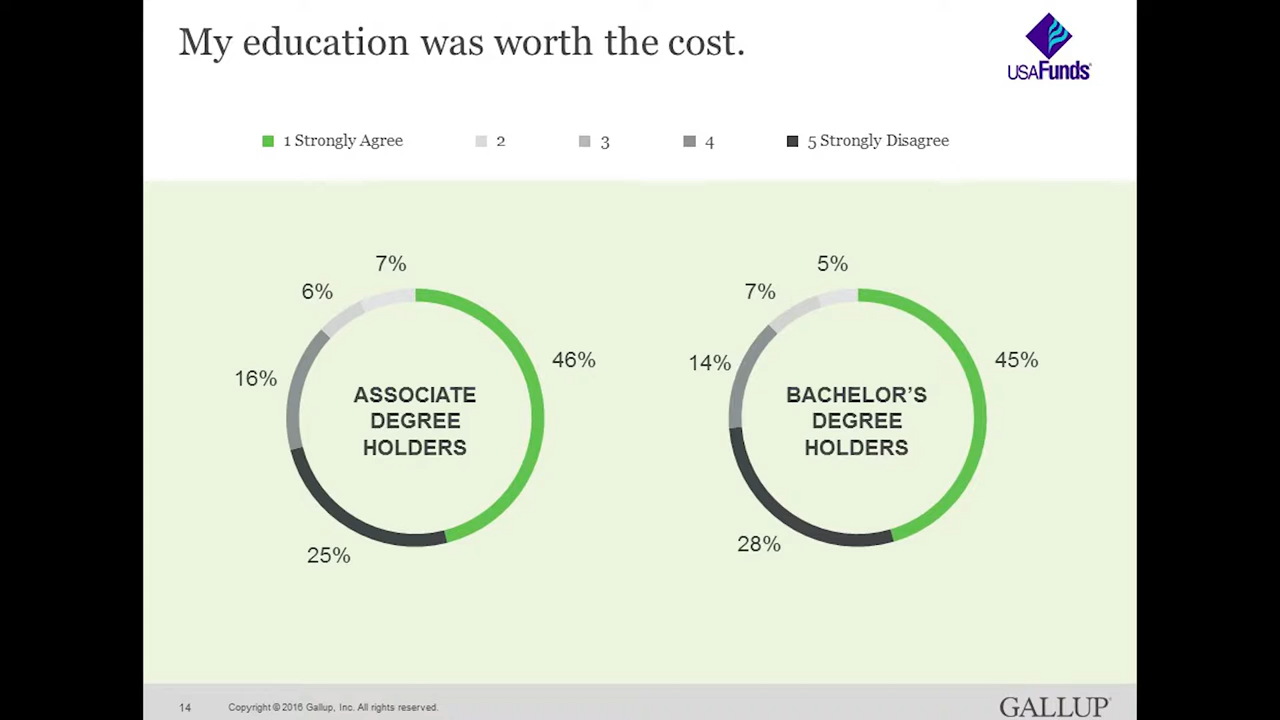 My education was worth the cost.
USAFunds®
1 Strongly Agree 2 3 4 5 Strongly Disagree
7%
6%
16%
46%
25%
ASSOCIATE
DEGREE
HOLDERS
5%
7%
14%
45%
28%
BACHELOR’S
DEGREE
HOLDERS
14 Copyright © 2016 Gallup, Inc. All rights reserved.
GALLUP®